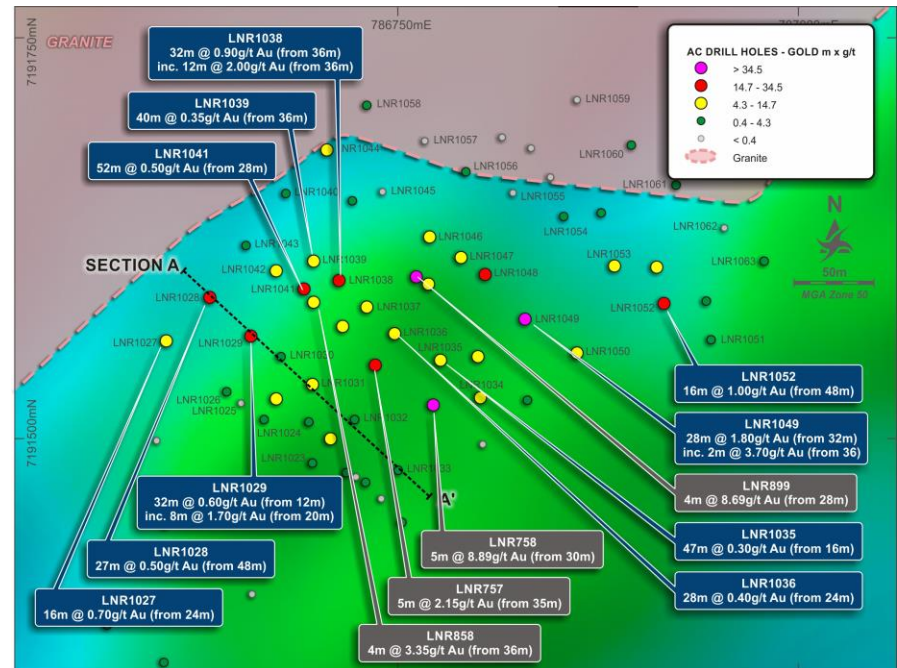 786750mE
7191750mN
GRANITE
LNR1038
32m @ 0.90g/t Au (from 36m)
inc. 12m @ 2.00g/t Au (from 36m)
LNR1039
40m @ 0.35g/t Au (from 36m)
LNR1041
52m @ 0.50g/t Au (from 28m)
AC DRILL HOLES - GOLD m x g/t
> 34.5
14.7 - 34.5
4.3 - 14.7
0.4 - 4.3
< 0.4
Granite
N
50m
MGA Zone 50
LNR1058
LNR1059
LNR1057
LNR1060
LNR1044
LNR1056
LNR1061
LNR1040
LNR1045
LNR1055
LNR1054
LNR1062
LNR1043
LNR1046
LNR1047
LNR1053
LNR1063
SECTION A
LNR1042
LNR1039
LNR1038
LNR1048
LNR1028
LNR1041
LNR1037
LNR1049
LNR1052
LNR1027
LNR1029
LNR1036
LNR1051
LNR1030
LNR1035
LNR1050
LNR1031
LNR1034
LNR1026
LNR1025
LNR1032
LNR1024
LNR1023
LNR1033
A'
7191500mN
LNR1052
16m @ 1.00g/t Au (from 48m)
LNR1049
28m @ 1.80g/t Au (from 32m)
inc. 2m @ 3.70g/t Au (from 36)
LNR899
4m @ 8.69g/t Au (from 28m)
LNR1035
47m @ 0.30g/t Au (from 16m)
LNR1036
28m @ 0.40g/t Au (from 24m)
LNR1029
32m @ 0.60g/t Au (from 12m)
inc. 8m @ 1.70g/t Au (from 20m)
LNR1028
27m @ 0.50g/t Au (from 48m)
LNR1027
16m @ 0.70g/t Au (from 24m)
LNR758
5m @ 8.89g/t Au (from 30m)
LNR757
5m @ 2.15g/t Au (from 35m)
LNR858
4m @ 3.35g/t Au (from 36m)